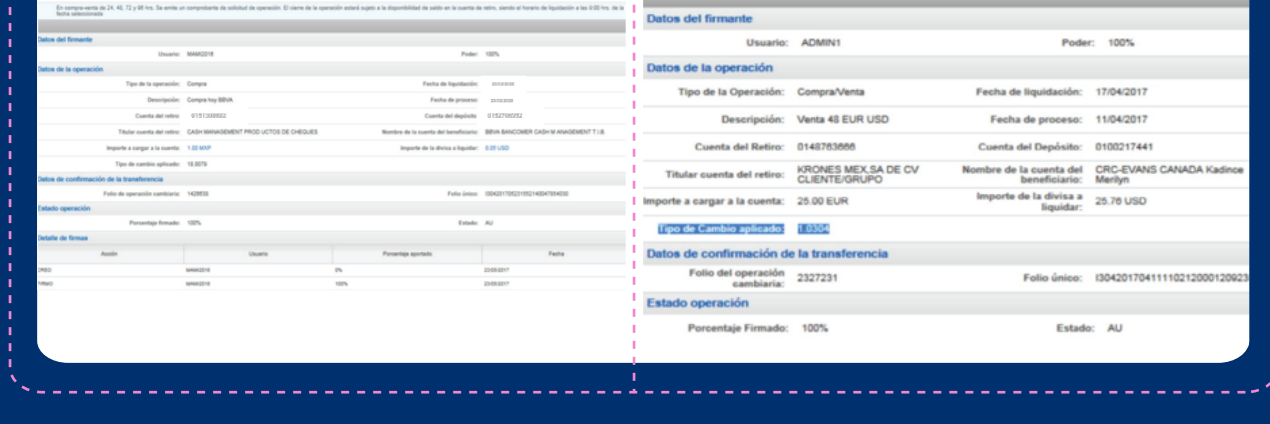 En compra-venta de 24, 48, 72 y 96 hrs. Se emite un comprobante de solicitud de operación. El cierre de la operación estará sujeto a la disponibilidad de saldo en la cuenta de retiro, siendo el horario de liquidación a las 9:00 hrs. de la
fecha seleccionada
Datos del firmante
Usuario: Poder: 100%
Datos de la operación
Tipo de la operación: Compra Fecha de liquidación:
Descripción: Compra hoy BBVA Fecha de proceso:
Cuenta del retiro Cuenta del depósito
Titular cuenta del retiro: CASH MANAGEMENT PROD UCTOS DE CHEQUES Nombre de la cuenta del beneficiario: BBVA BANCOMER CASH M ANAGEMENT T.I.B.
Importe a cargar a la cuenta: 1.00 MXP Importe de la divisa a liquidar: 0.05 USD
Tipo de cambio aplicado:
Datos de confirmación de la transferencia
Folio de operación cambiaria: Folio único:
Estado operación
Porcentaje firmado: 100% Estado: AU
Detalle de firmas
Acción Usuario Porcentaje aportado Fecha
0% 23/05/2017
100% 23/05/2017
Datos del firmante
Usuario: ADMIN1 Poder: 100%
Datos de la operación
Tipo de la Operación: Compra/Venta Fecha de liquidación: 17/04/2017
Descripción: Venta 48 EUR USD Fecha de proceso: 11/04/2017
Cuenta del Retiro: 0148763666 Cuenta del Depósito: 0100217441
Titular cuenta del retiro: KRONES MEX,SA DE CV CLIENTE/GRUPO Nombre de la cuenta del beneficiario: CRC-EVANS CANADA Kadince Merilyn
Importe a cargar a la cuenta: 25.00 EUR Importe de la divisa a liquidar: 25.76 USD
Tipo de Cambio aplicado: 1.0304
Datos de confirmación de la transferencia
Folio del operación cambiaria: 2327231 Folio único: I3042017041110212000120923
Estado operación
Porcentaje Firmado: 100% Estado: AU